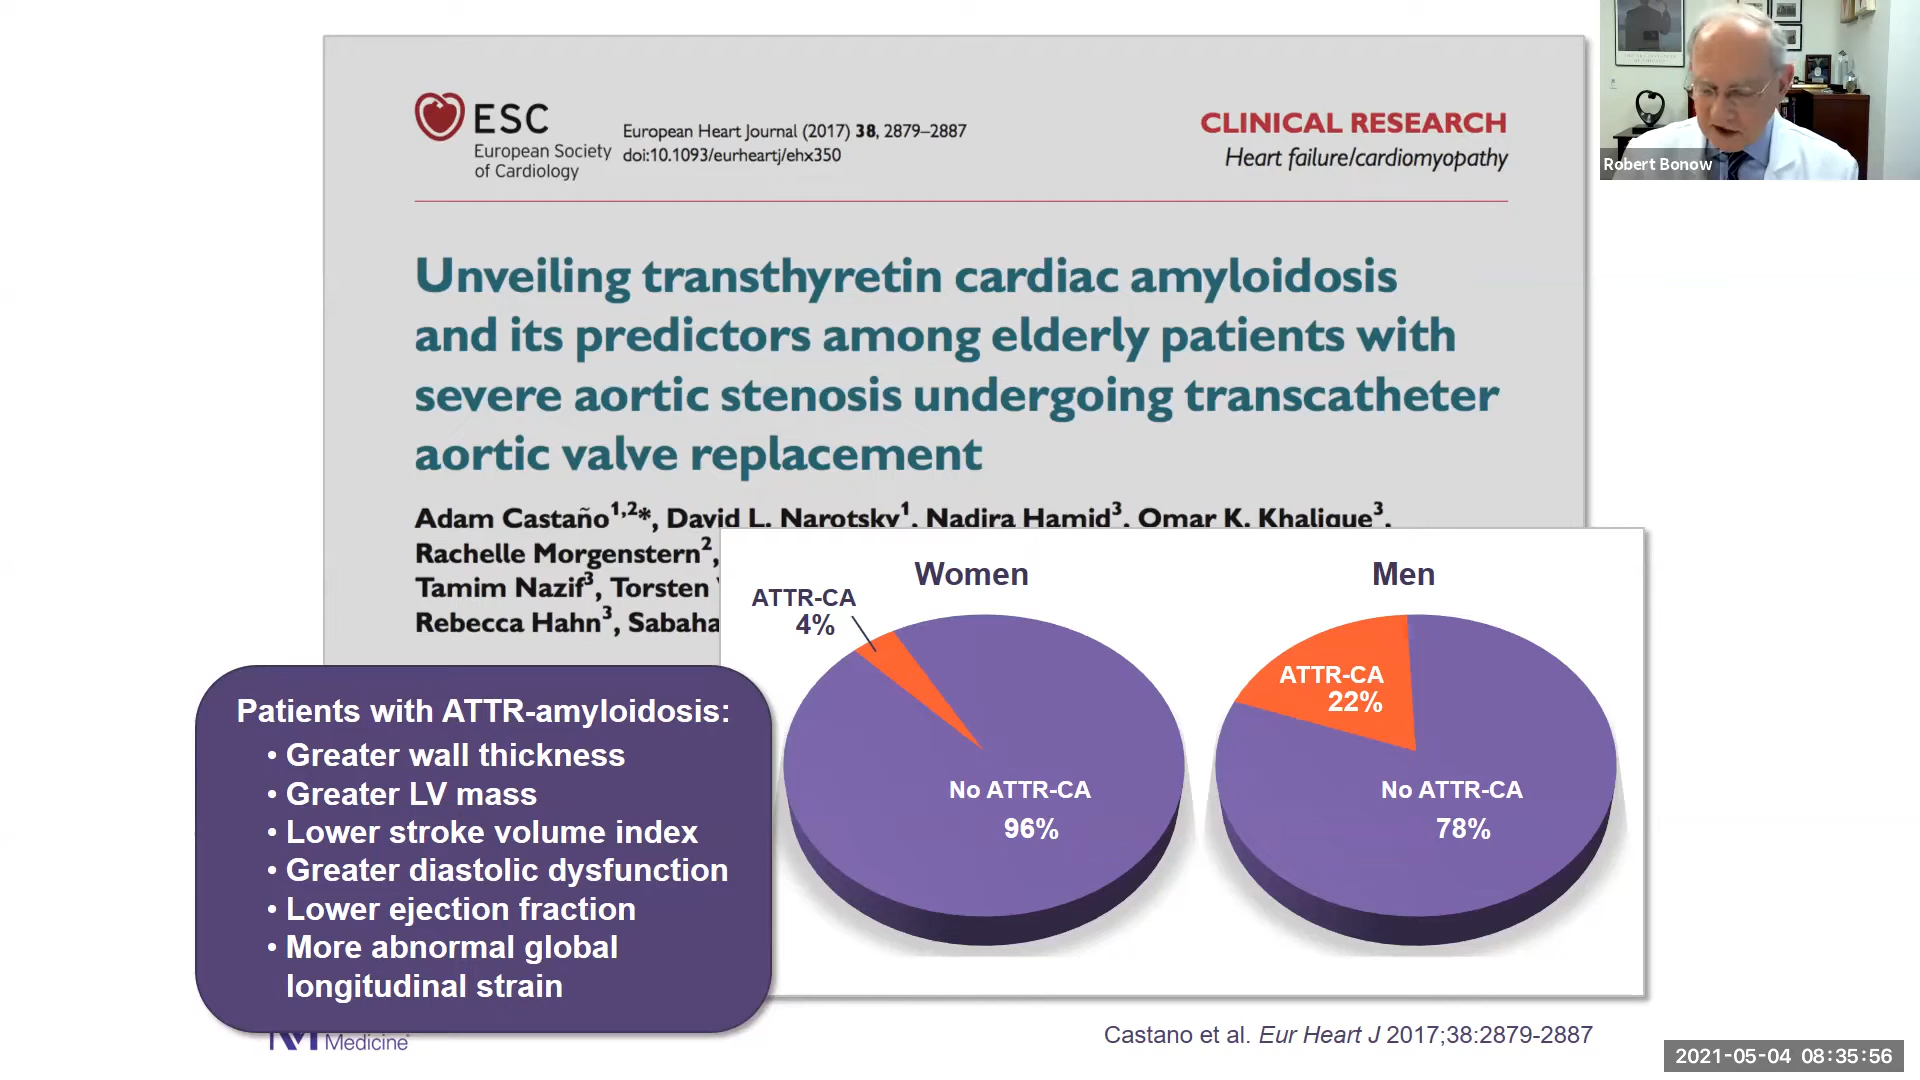 ESC
European Society
of Cardiology
European Heart Journal (2017) 38, 2879–2887
doi:10.1093/eurheartj/ehx350
CLINICAL RESEARCH
Heart failure/cardiomyopathy
Robert Bonow
Unveiling transthyretin cardiac amyloidosis
and its predictors among elderly patients with
severe aortic stenosis undergoing transcatheter
aortic valve replacement
Adam Castaño1,2*, David L. Narotsky1, Nadira Hamid3, Omar K. Khalique3,
Rachelle Morgenstern2,
Tamim Nazif3, Torsten
Rebecca Hahn3, Sabaha
Women
ATTR-CA
4%
No ATTR-CA
96%
Men
ATTR-CA
22%
No ATTR-CA
78%
Patients with ATTR-amyloidosis:
• Greater wall thickness
• Greater LV mass
• Lower stroke volume index
• Greater diastolic dysfunction
• Lower ejection fraction
• More abnormal global
longitudinal strain
Medicine
Castano et al. Eur Heart J 2017;38:2879-2887
2021-05-04 08:35:56